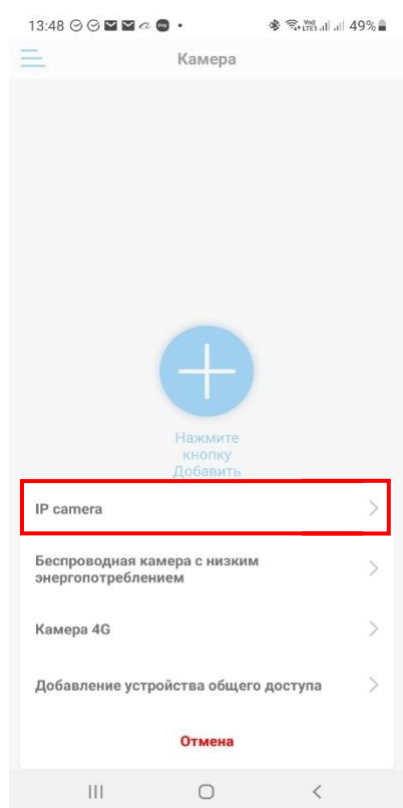 13:48
49%
Камера
Нажмите
кнопку
Добавить
IP camera
Беспроводная камера с низким
энергопотреблением
Камера 4G
Добавление устройства общего доступа
Отмена